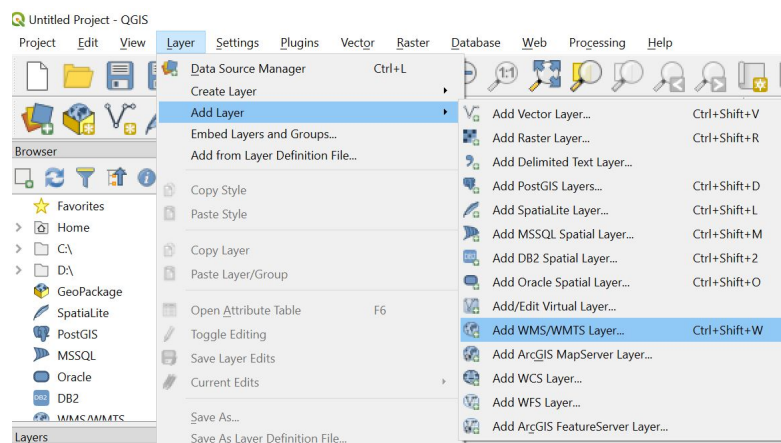 Untitled Project - QGIS
Project Edit View Layer Settings Plugins Vector Raster Database Web Processing Help
Data Source Manager Ctrl+L
Create Layer
Add Layer
Embed Layers and Groups...
Add from Layer Definition File...
Copy Style
Paste Style
Copy Layer
Paste Layer/Group
Open Attribute Table F6
Toggle Editing
Save Layer Edits
Current Edits
Save As...
Save As Layer Definition File...
Add Vector Layer... Ctrl+Shift+V
Add Raster Layer... Ctrl+Shift+R
Add Delimited Text Layer...
Add PostGIS Layers... Ctrl+Shift+D
Add SpatiaLite Layer... Ctrl+Shift+L
Add MSSQL Spatial Layer... Ctrl+Shift+M
Add DB2 Spatial Layer... Ctrl+Shift+2
Add Oracle Spatial Layer... Ctrl+Shift+O
Add/Edit Virtual Layer...
Add WMS/WMTS Layer... Ctrl+Shift+W
Add ArcGIS MapServer Layer...
Add WCS Layer...
Add WFS Layer...
Add ArcGIS FeatureServer Layer...
1:1
Browser
Favorites
Home
C:\
D:\
GeoPackage
SpatiaLite
PostGIS
MSSQL
Oracle
DB2
WMS/WMTS
Layers